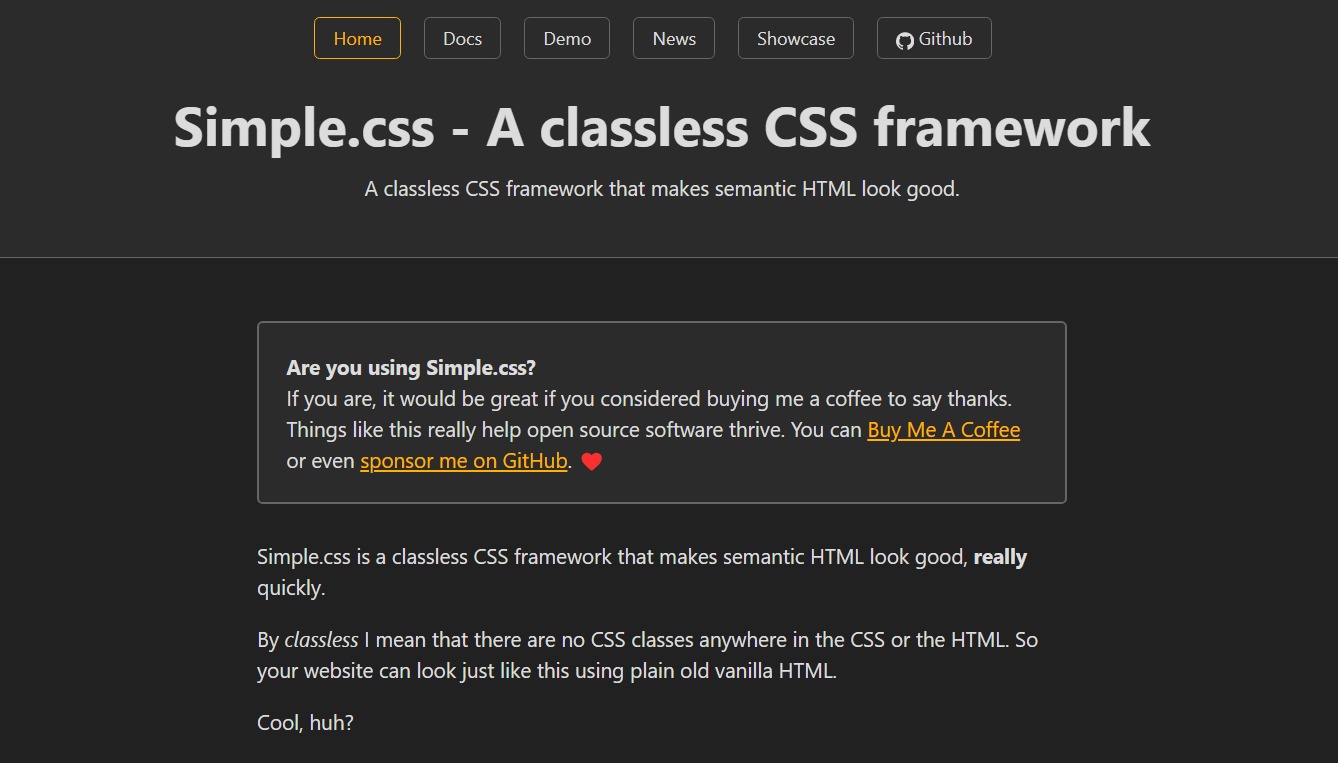 Home Docs Demo News Showcase Github
Simple.css - A classless CSS framework
A classless CSS framework that makes semantic HTML look good.
Are you using Simple.css?
If you are, it would be great if you considered buying me a coffee to say thanks.
Things like this really help open source software thrive. You can Buy Me A Coffee
or even sponsor me on GitHub. ❤️
Simple.css is a classless CSS framework that makes semantic HTML look good, really
quickly.
By classless I mean that there are no CSS classes anywhere in the CSS or the HTML. So
your website can look just like this using plain old vanilla HTML.
Cool, huh?